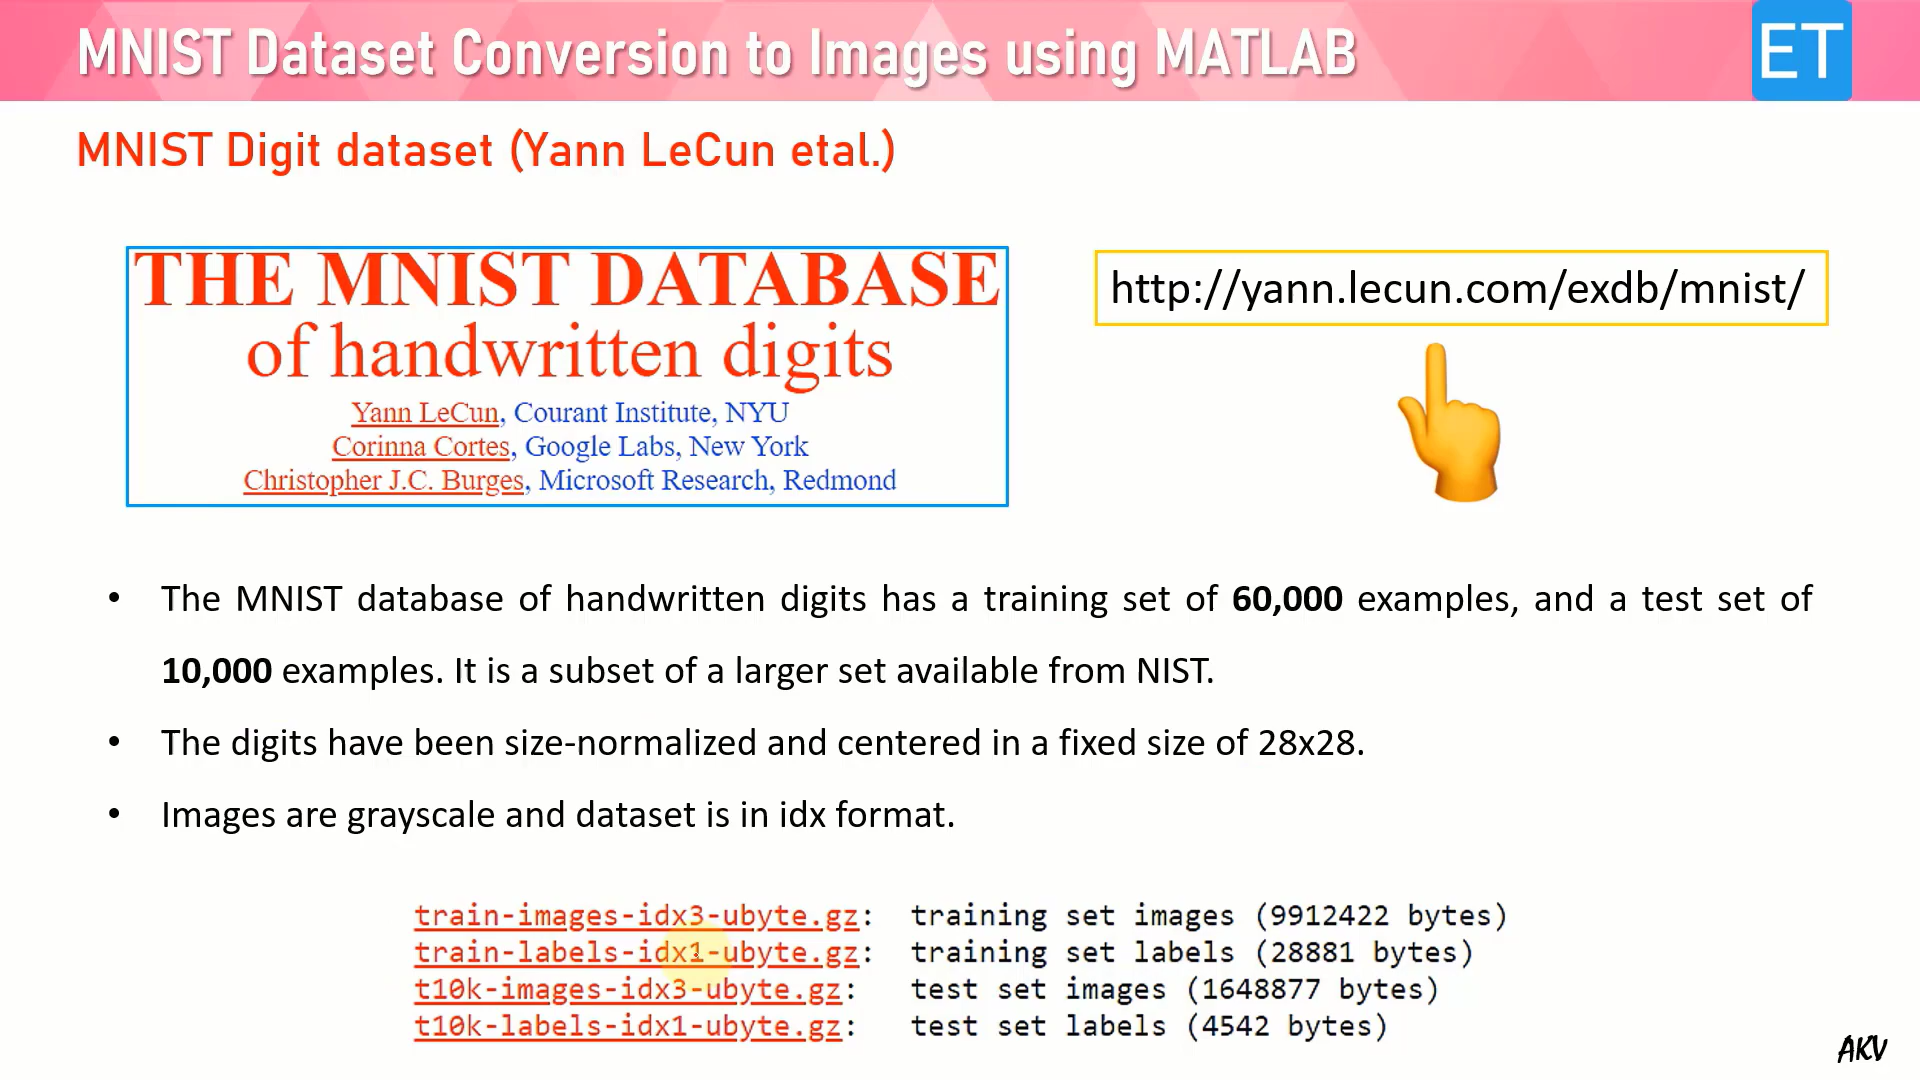 MNIST Dataset Conversion to Images using MATLAB
ET
MNIST Digit dataset (Yann LeCun etal.)
THE MNIST DATABASE
of handwritten digits
Yann LeCun, Courant Institute, NYU
Corinna Cortes, Google Labs, New York
Christopher J.C. Burges, Microsoft Research, Redmond
http://yann.lecun.com/exdb/mnist/
• The MNIST database of handwritten digits has a training set of 60,000 examples, and a test set of
10,000 examples. It is a subset of a larger set available from NIST.
• The digits have been size-normalized and centered in a fixed size of 28x28.
• Images are grayscale and dataset is in idx format.
train-images-idx3-ubyte.gz: training set images (9912422 bytes)
train-labels-idx1-ubyte.gz: training set labels (28881 bytes)
t10k-images-idx3-ubyte.gz: test set images (1648877 bytes)
t10k-labels-idx1-ubyte.gz: test set labels (4542 bytes)
AKV